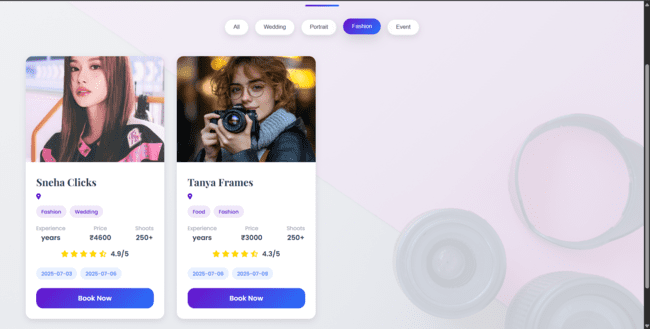 All Wedding Portrait Fashion Event
Sneha Clicks
Fashion Wedding
Experience Price Shoots
years ₹4600 250+
4.9/5
2025-07-03 2025-07-09
Book Now
Tanya Frames
Food Fashion
Experience Price Shoots
years ₹3000 250+
4.3/5
2025-07-09 2025-07-09
Book Now